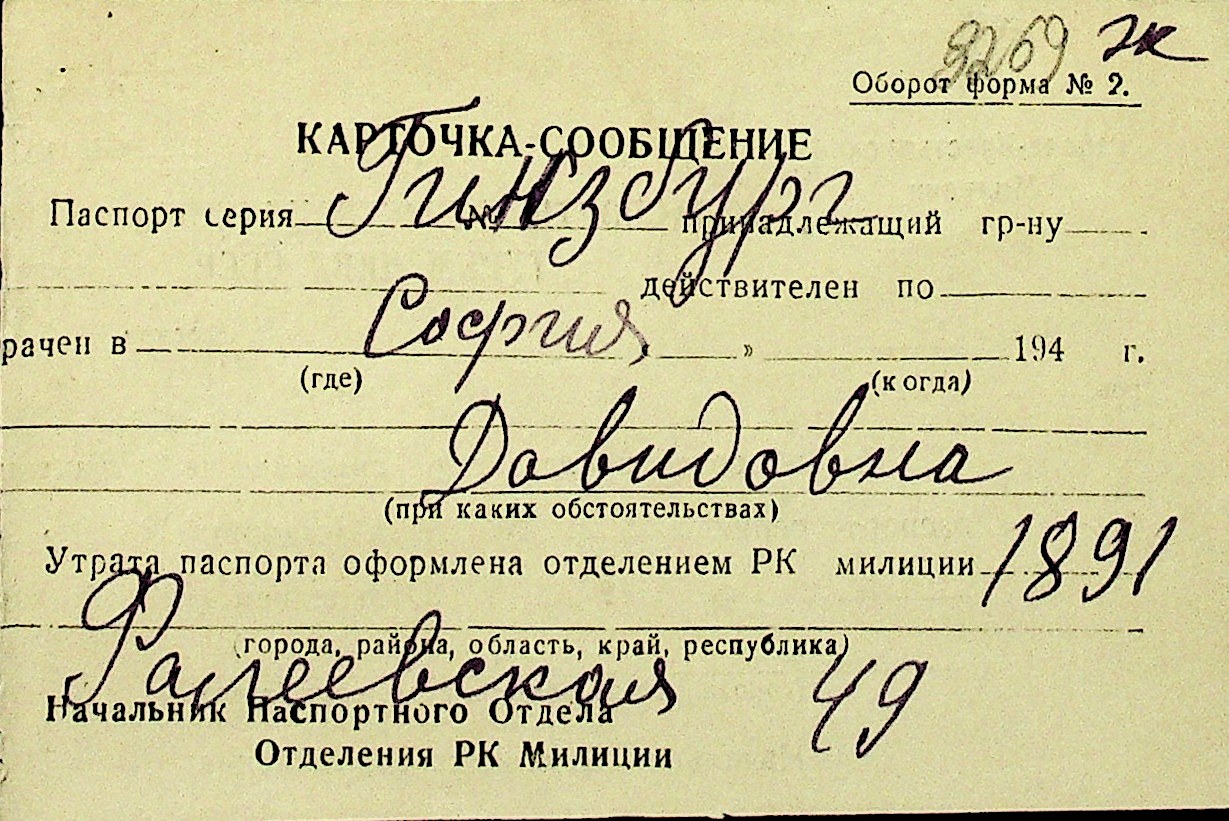 9269 2к
Оборот форма № 2.
КАРТОЧКА-СООБЩЕНИЕ
Гинзбург
Паспорт серия № принадлежащий гр-ну
действителен по
София
рачен в » 194 г.
(где) (когда)
Давидовна
(при каких обстоятельствах)
Утрата паспорта оформлена отделением РК милиции 1891
(города, района, область, край, республика)
Фалеевская 49
Начальник Паспортного Отдела
Отделения РК Милиции